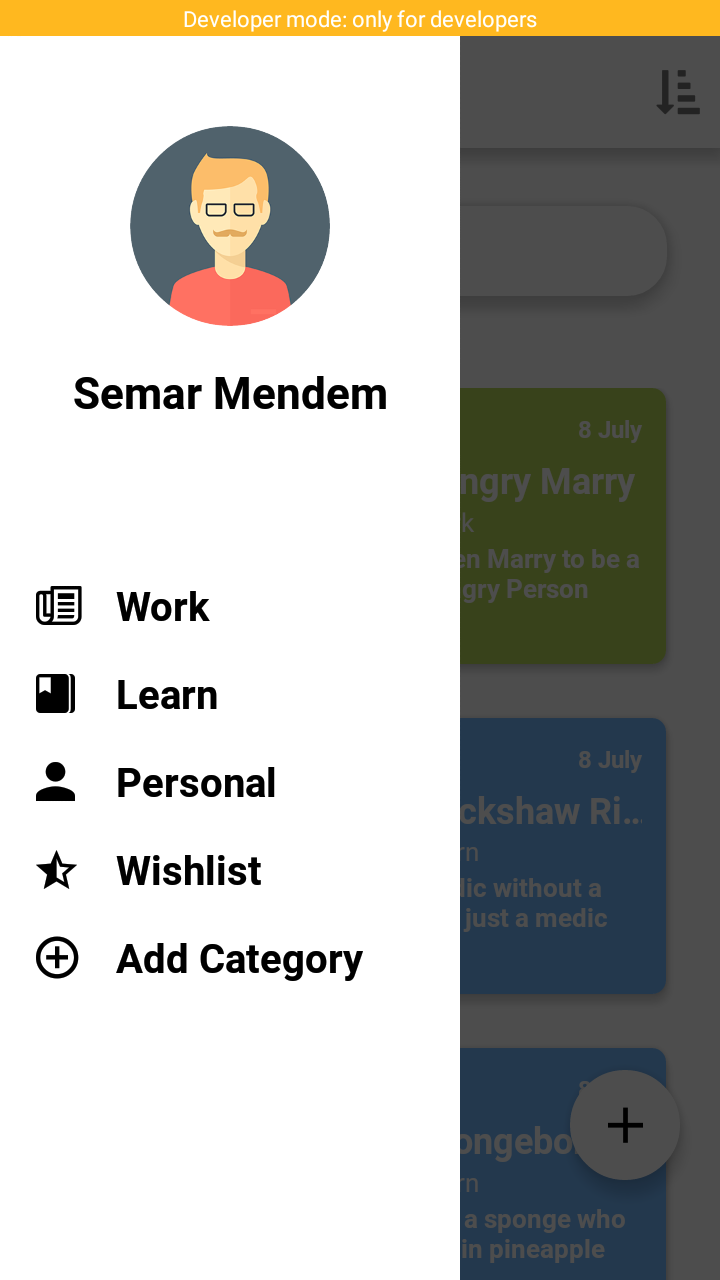 Developer mode: only for developers
Semar Mendem
Work
Learn
Personal
Wishlist
Add Category
8 July
ngry Marry
k
en Marry to be a
gry Person
8 July
ckshaw Ri...
rn
lic without a
just a medic
ongebo
rn
a sponge who
in pineapple